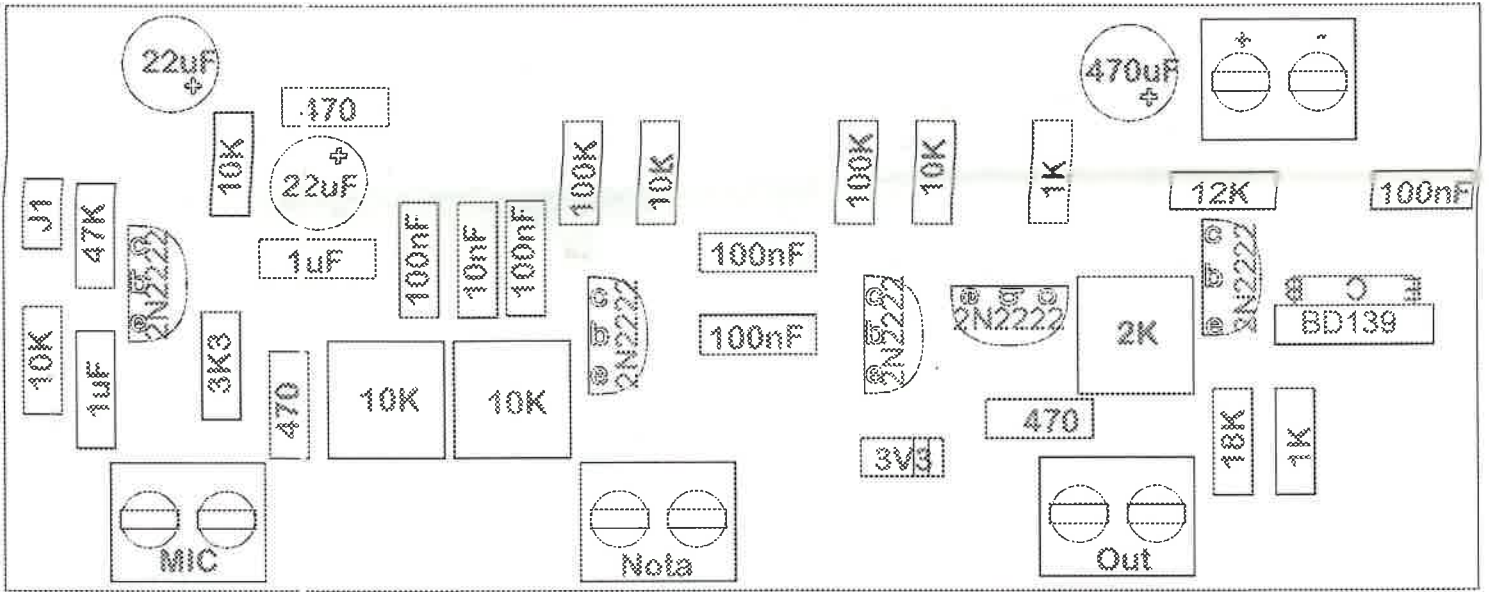 22uF
+
470uF
+
+
-
470
10K
22uF
+
100K
10K
100K
10K
1K
12K
100nF
J1
47K
1uF
100nF
10nF
100nF
100nF
c
b
e
2N2222
c
b
e
2N2222
c
b
e
2N2222
e
b
c
2N2222
c
b
e
2N2222
B
C
E
BD139
2K
100nF
10K
1uF
3K3
470
10K
10K
470
3V3
18K
1K
MIC
Nota
Out